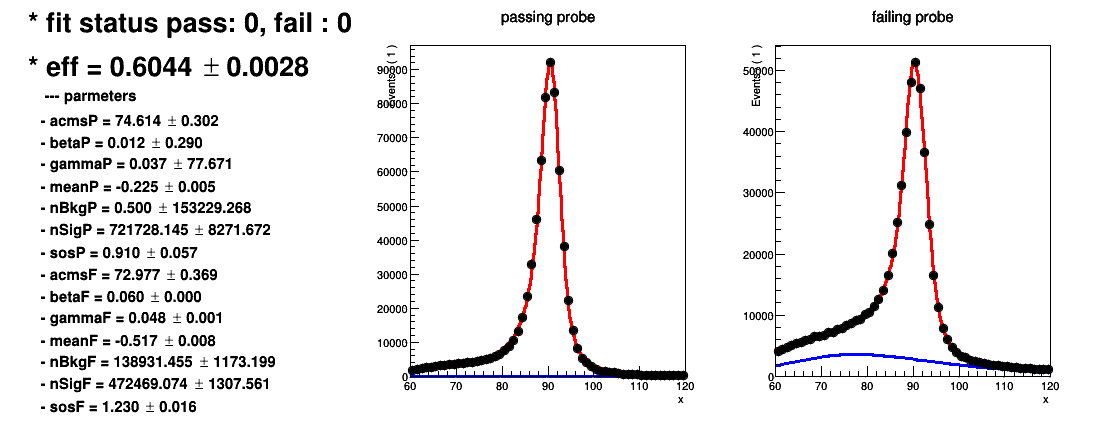 * fit status pass: 0, fail : 0
* eff = 0.6044 ± 0.0028
--- parmeters
- acmsP = 74.614 ± 0.302
- betaP = 0.012 ± 0.290
- gammaP = 0.037 ± 77.671
- meanP = -0.225 ± 0.005
- nBkgP = 0.500 ± 153229.268
- nSigP = 721728.145 ± 8271.672
- sosP = 0.910 ± 0.057
- acmsF = 72.977 ± 0.369
- betaF = 0.060 ± 0.000
- gammaF = 0.048 ± 0.001
- meanF = -0.517 ± 0.008
- nBkgF = 138931.455 ± 1173.199
- nSigF = 472469.074 ± 1307.561
- sosF = 1.230 ± 0.016
passing probe
Events / ( 1 )
90000
80000
70000
60000
50000
40000
30000
20000
10000
0
60 70 80 90 100 110 120
x
failing probe
Events / ( 1 )
50000
40000
30000
20000
10000
0
60 70 80 90 100 110 120
x